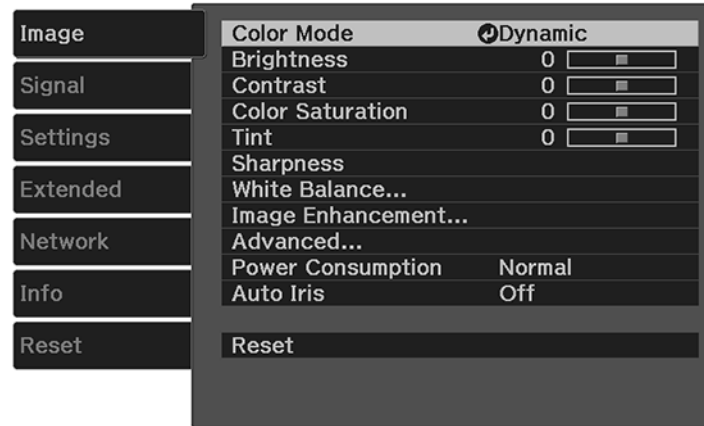 Image
Signal
Settings
Extended
Network
Info
Reset
Color Mode Dynamic
Brightness 0
Contrast 0
Color Saturation 0
Tint 0
Sharpness
White Balance...
Image Enhancement...
Advanced...
Power Consumption Normal
Auto Iris Off
Reset